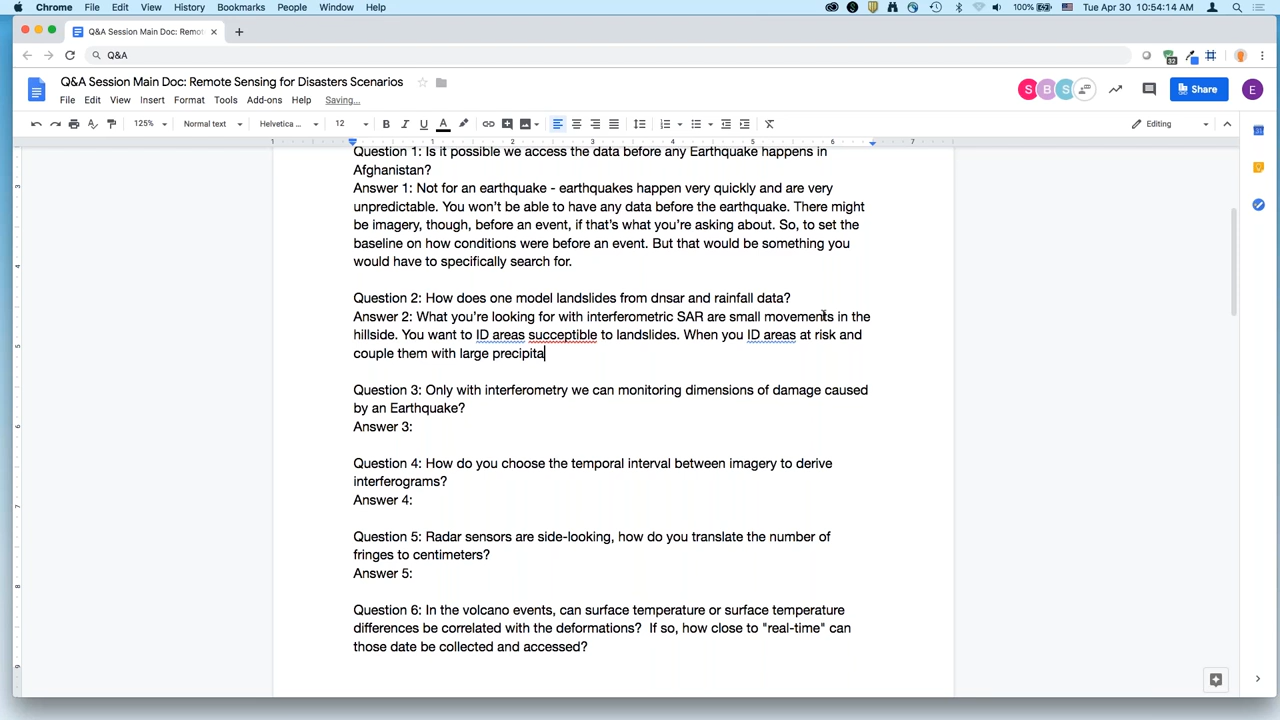 Chrome File Edit View History Bookmarks People Window Help 100% Tue Apr 30 10:54:14 AM
Q&A Session Main Doc: Remot
Q&A
Q&A Session Main Doc: Remote Sensing for Disasters Scenarios
S B S Share E
File Edit View Insert Format Tools Add-ons Help Saving...
125% Normal text Helvetica ... 12 B I U A Editing
1 1 2 3 4 5 6 7
Question 1: Is it possible we access the data before any Earthquake happens in
Afghanistan?
Answer 1: Not for an earthquake - earthquakes happen very quickly and are very
unpredictable. You won't be able to have any data before the earthquake. There might
be imagery, though, before an event, if that's what you're asking about. So, to set the
baseline on how conditions were before an event. But that would be something you
would have to specifically search for.
Question 2: How does one model landslides from dnsar and rainfall data?
Answer 2: What you're looking for with interferometric SAR are small movements in the
hillside. You want to ID areas succeptible to landslides. When you ID areas at risk and
couple them with large precipita
Question 3: Only with interferometry we can monitoring dimensions of damage caused
by an Earthquake?
Answer 3:
Question 4: How do you choose the temporal interval between imagery to derive
interferograms?
Answer 4:
Question 5: Radar sensors are side-looking, how do you translate the number of
fringes to centimeters?
Answer 5:
Question 6: In the volcano events, can surface temperature or surface temperature
differences be correlated with the deformations?  If so, how close to "real-time" can
those date be collected and accessed?